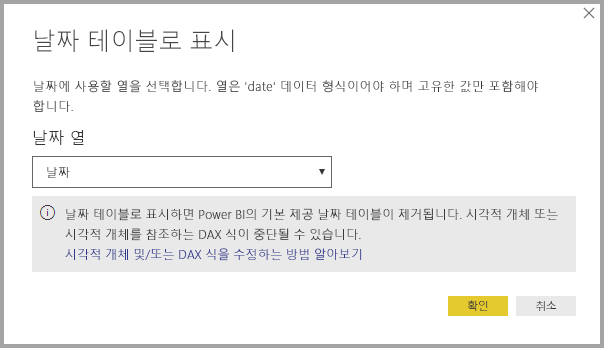 날짜 테이블로 표시
날짜에 사용할 열을 선택합니다. 열은 'date' 데이터 형식이어야 하며 고유한 값만 포함해야
합니다.
날짜 열
날짜
날짜 테이블로 표시하면 Power BI의 기본 제공 날짜 테이블이 제거됩니다. 시각적 개체 또는
시각적 개체를 참조하는 DAX 식이 중단될 수 있습니다.
시각적 개체 및/또는 DAX 식을 수정하는 방법 알아보기
확인 취소